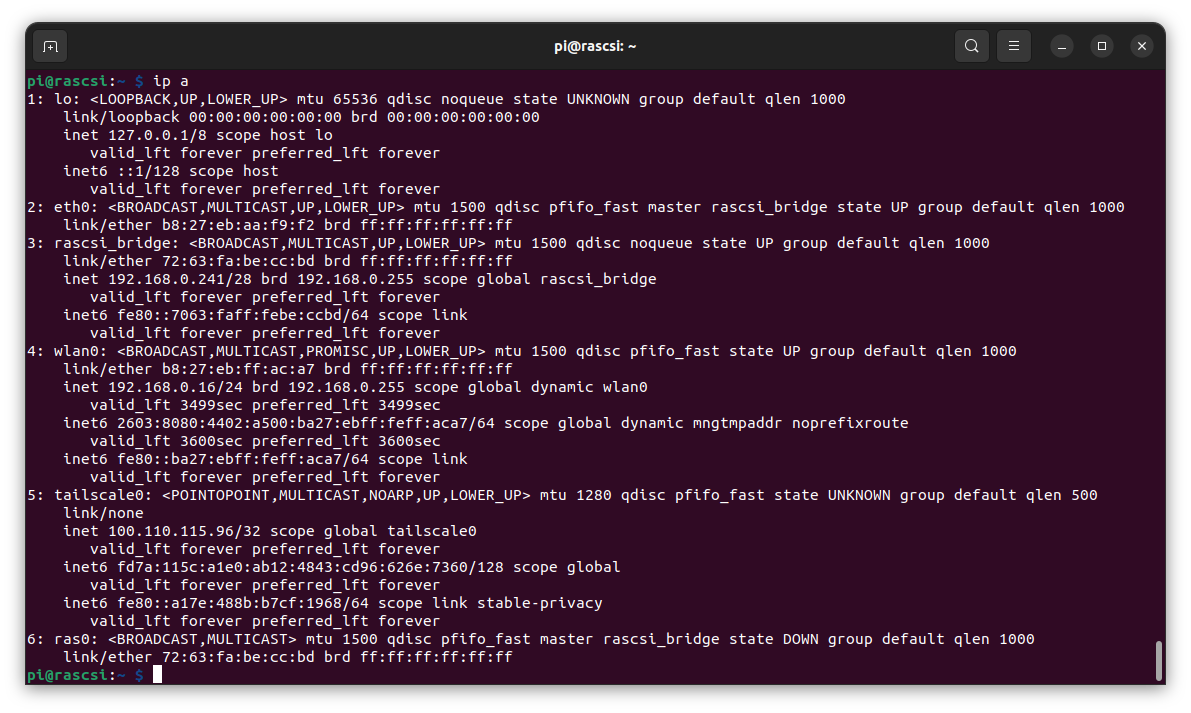 pi@rascsi: ~
pi@rascsi:~ $ ip a
1: lo: <LOOPBACK,UP,LOWER_UP> mtu 65536 qdisc noqueue state UNKNOWN group default qlen 1000
    link/loopback 00:00:00:00:00:00 brd 00:00:00:00:00:00
    inet 127.0.0.1/8 scope host lo
       valid_lft forever preferred_lft forever
    inet6 ::1/128 scope host
       valid_lft forever preferred_lft forever
2: eth0: <BROADCAST,MULTICAST,UP,LOWER_UP> mtu 1500 qdisc pfifo_fast master rascsi_bridge state UP group default qlen 1000
    link/ether b8:27:eb:aa:f9:f2 brd ff:ff:ff:ff:ff:ff
3: rascsi_bridge: <BROADCAST,MULTICAST,UP,LOWER_UP> mtu 1500 qdisc noqueue state UP group default qlen 1000
    link/ether 72:63:fa:be:cc:bd brd ff:ff:ff:ff:ff:ff
    inet 192.168.0.241/28 brd 192.168.0.255 scope global rascsi_bridge
       valid_lft forever preferred_lft forever
    inet6 fe80::7063:faff:febe:ccbd/64 scope link
       valid_lft forever preferred_lft forever
4: wlan0: <BROADCAST,MULTICAST,PROMISC,UP,LOWER_UP> mtu 1500 qdisc pfifo_fast state UP group default qlen 1000
    link/ether b8:27:eb:ff:ac:a7 brd ff:ff:ff:ff:ff:ff
    inet 192.168.0.16/24 brd 192.168.0.255 scope global dynamic wlan0
       valid_lft 3499sec preferred_lft 3499sec
    inet6 2603:8080:4402:a500:ba27:ebff:feff:aca7/64 scope global dynamic mngtmpaddr noprefixroute
       valid_lft 3600sec preferred_lft 3600sec
    inet6 fe80::ba27:ebff:feff:aca7/64 scope link
       valid_lft forever preferred_lft forever
5: tailscale0: <POINTOPOINT,MULTICAST,NOARP,UP,LOWER_UP> mtu 1280 qdisc pfifo_fast state UNKNOWN group default qlen 500
    link/none
    inet 100.110.115.96/32 scope global tailscale0
       valid_lft forever preferred_lft forever
    inet6 fd7a:115c:a1e0:ab12:4843:cd96:626e:7360/128 scope global
       valid_lft forever preferred_lft forever
    inet6 fe80::a17e:488b:b7cf:1968/64 scope link stable-privacy
       valid_lft forever preferred_lft forever
6: ras0: <BROADCAST,MULTICAST> mtu 1500 qdisc pfifo_fast master rascsi_bridge state DOWN group default qlen 1000
    link/ether 72:63:fa:be:cc:bd brd ff:ff:ff:ff:ff:ff
pi@rascsi:~ $